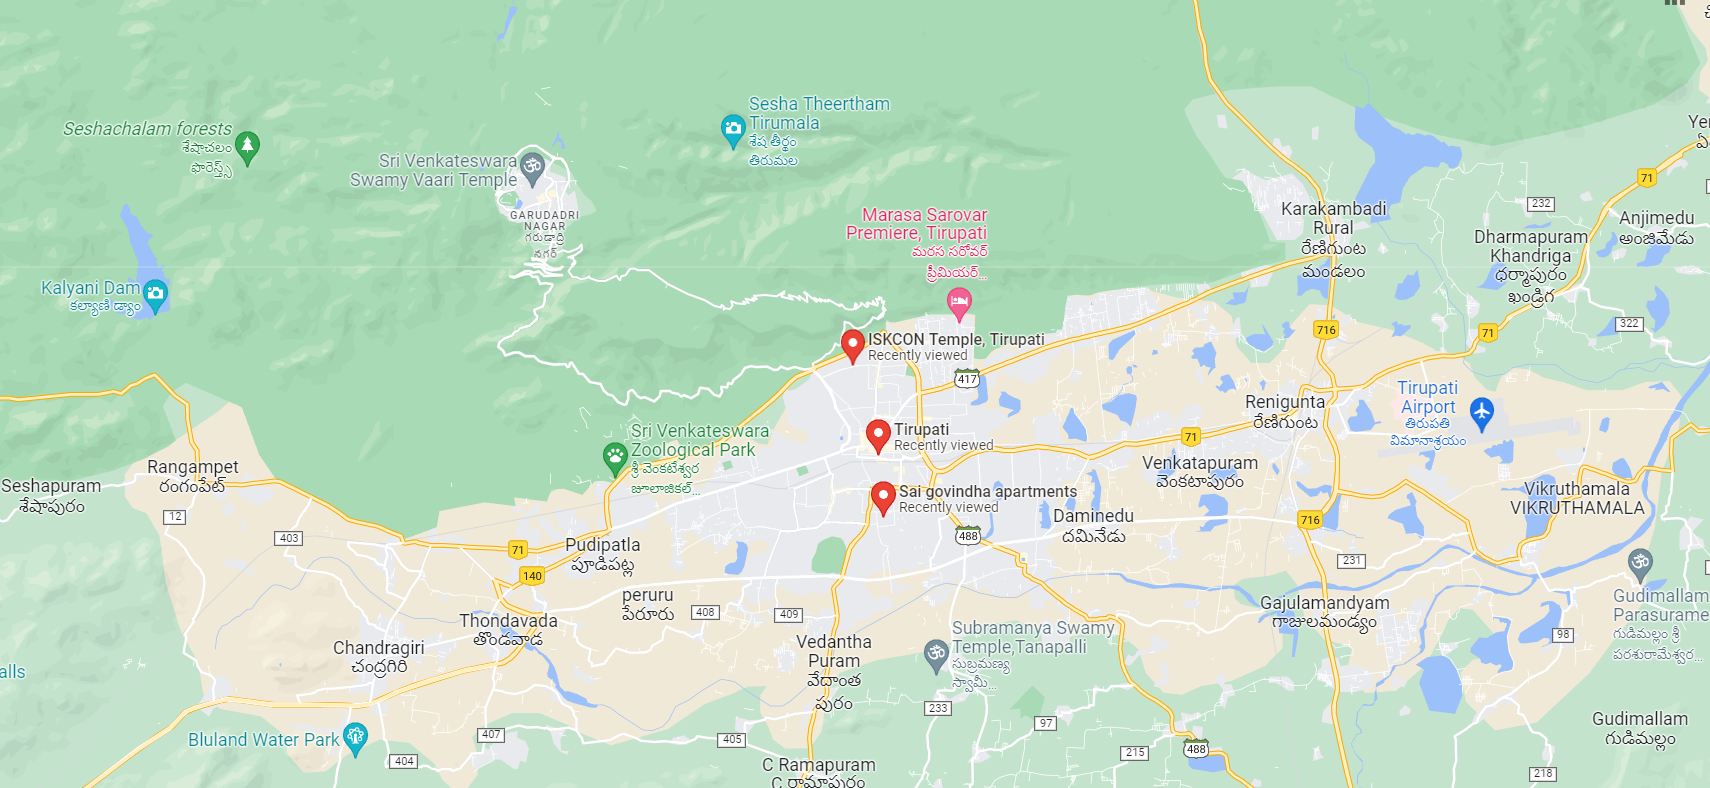 Sesha Theertham
Tirumala
శేష తీర్థం
తిరుమల
Seshachalam forests
శేషాచలం
ఫారెస్ట్స్
Sri Venkateswara
Swamy Vaari Temple
GARUDADRI
NAGAR
గరుడాద్రి
నగర్
Marasa Sarovar
Premiere, Tirupati
మరస సరోవర్
ప్రీమియర్...
Karakambadi
Rural
రేణిగుంట
మండలం
71
232
Anjimedu
అంజిమేడు
Dharmapuram
Khandriga
ధర్మాపురం
ఖండ్రిగ
Kalyani Dam
కల్యాణి డ్యాం
322
716
71
ISKCON Temple, Tirupati
Recently viewed
417
Tirupati
Airport
తిరుపతి
విమానాశ్రయం
Renigunta
రేణిగుంట
Tirupati
Recently viewed
71
Sri Venkateswara
Zoological Park
శ్రీ వెంకటేశ్వర
జూలాజికల్...
Rangampet
రంగంపేట్
Venkatapuram
వెంకటాపురం
Seshapuram
శేషాపురం
Sai govindha apartments
Recently viewed
Vikruthamala
VIKRUTHAMALA
12
Daminedu
దమినేడు
716
403
488
71
Pudipatla
పూడిపట్ల
231
140
peruru
పేరూరు
Gudimallam
Parasurame
గుడిమల్లం శ్రీ
పరశురామేశ్వర...
Gajulamandyam
గాజులమండ్యం
408
409
Thondavada
తొండవాడ
98
Subramanya Swamy
Temple,Tanapalli
సుబ్రమణ్య
స్వామీ...
Vedantha
Puram
వేదాంత
పురం
Chandragiri
చంద్రగిరి
alls
233
97
Gudimallam
గుడిమల్లం
407
405
Bluland Water Park
404
488
215
C Ramapuram
C రామాపురం
218